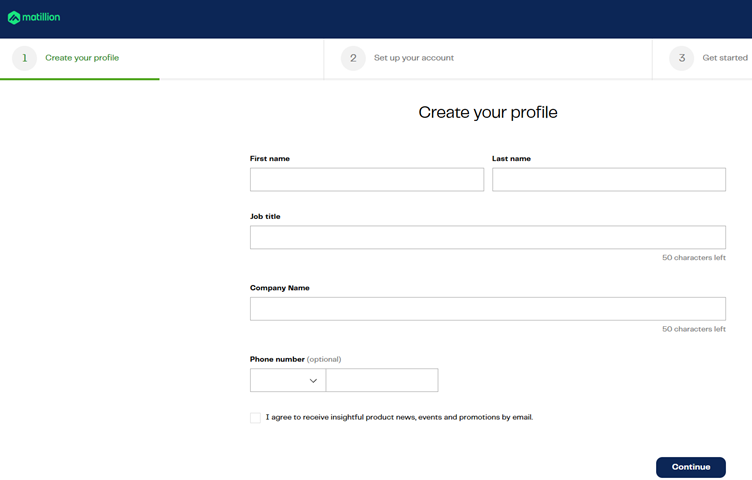 matillion
1 Create your profile 2 Set up your account 3 Get started
Create your profile
First name Last name
Job title
50 characters left
Company Name
50 characters left
Phone number (optional)
I agree to receive insightful product news, events and promotions by email.
Continue